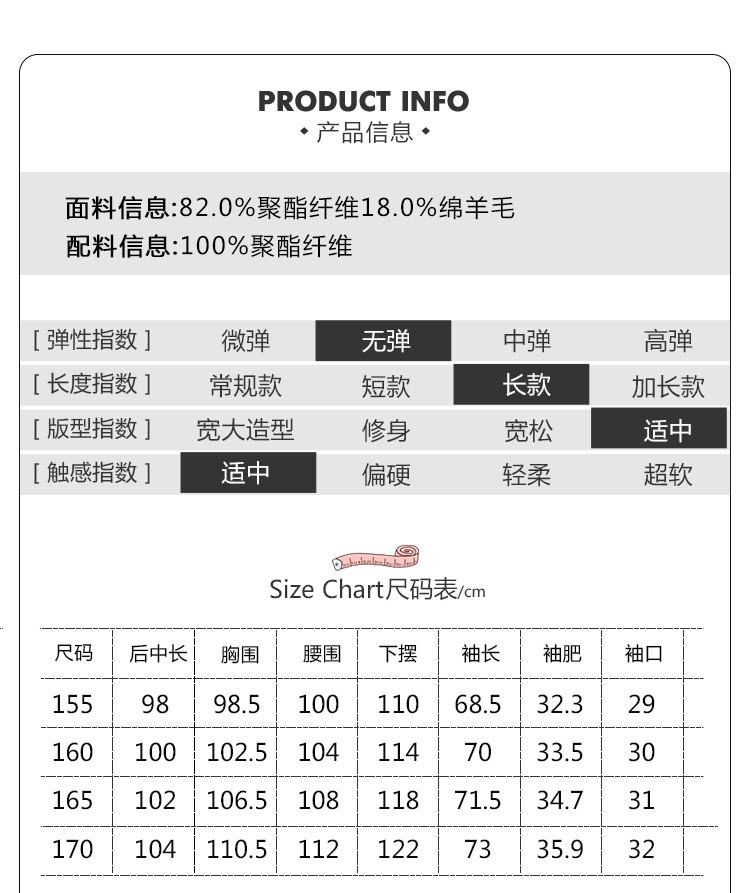 PRODUCT INFO
◆产品信息◆
面料信息:82.0%聚酯纤维18.0%绵羊毛
配料信息:100%聚酯纤维
[ 弹性指数 ] 微弹 无弹 中弹 高弹
[ 长度指数 ] 常规款 短款 长款 加长款
[ 版型指数 ] 宽大造型 修身 宽松 适中
[ 触感指数 ] 适中 偏硬 轻柔 超软
Size Chart尺码表/cm
尺码 后中长 胸围 腰围 下摆 袖长 袖肥 袖口
155 98 98.5 100 110 68.5 32.3 29
160 100 102.5 104 114 70 33.5 30
165 102 106.5 108 118 71.5 34.7 31
170 104 110.5 112 122 73 35.9 32